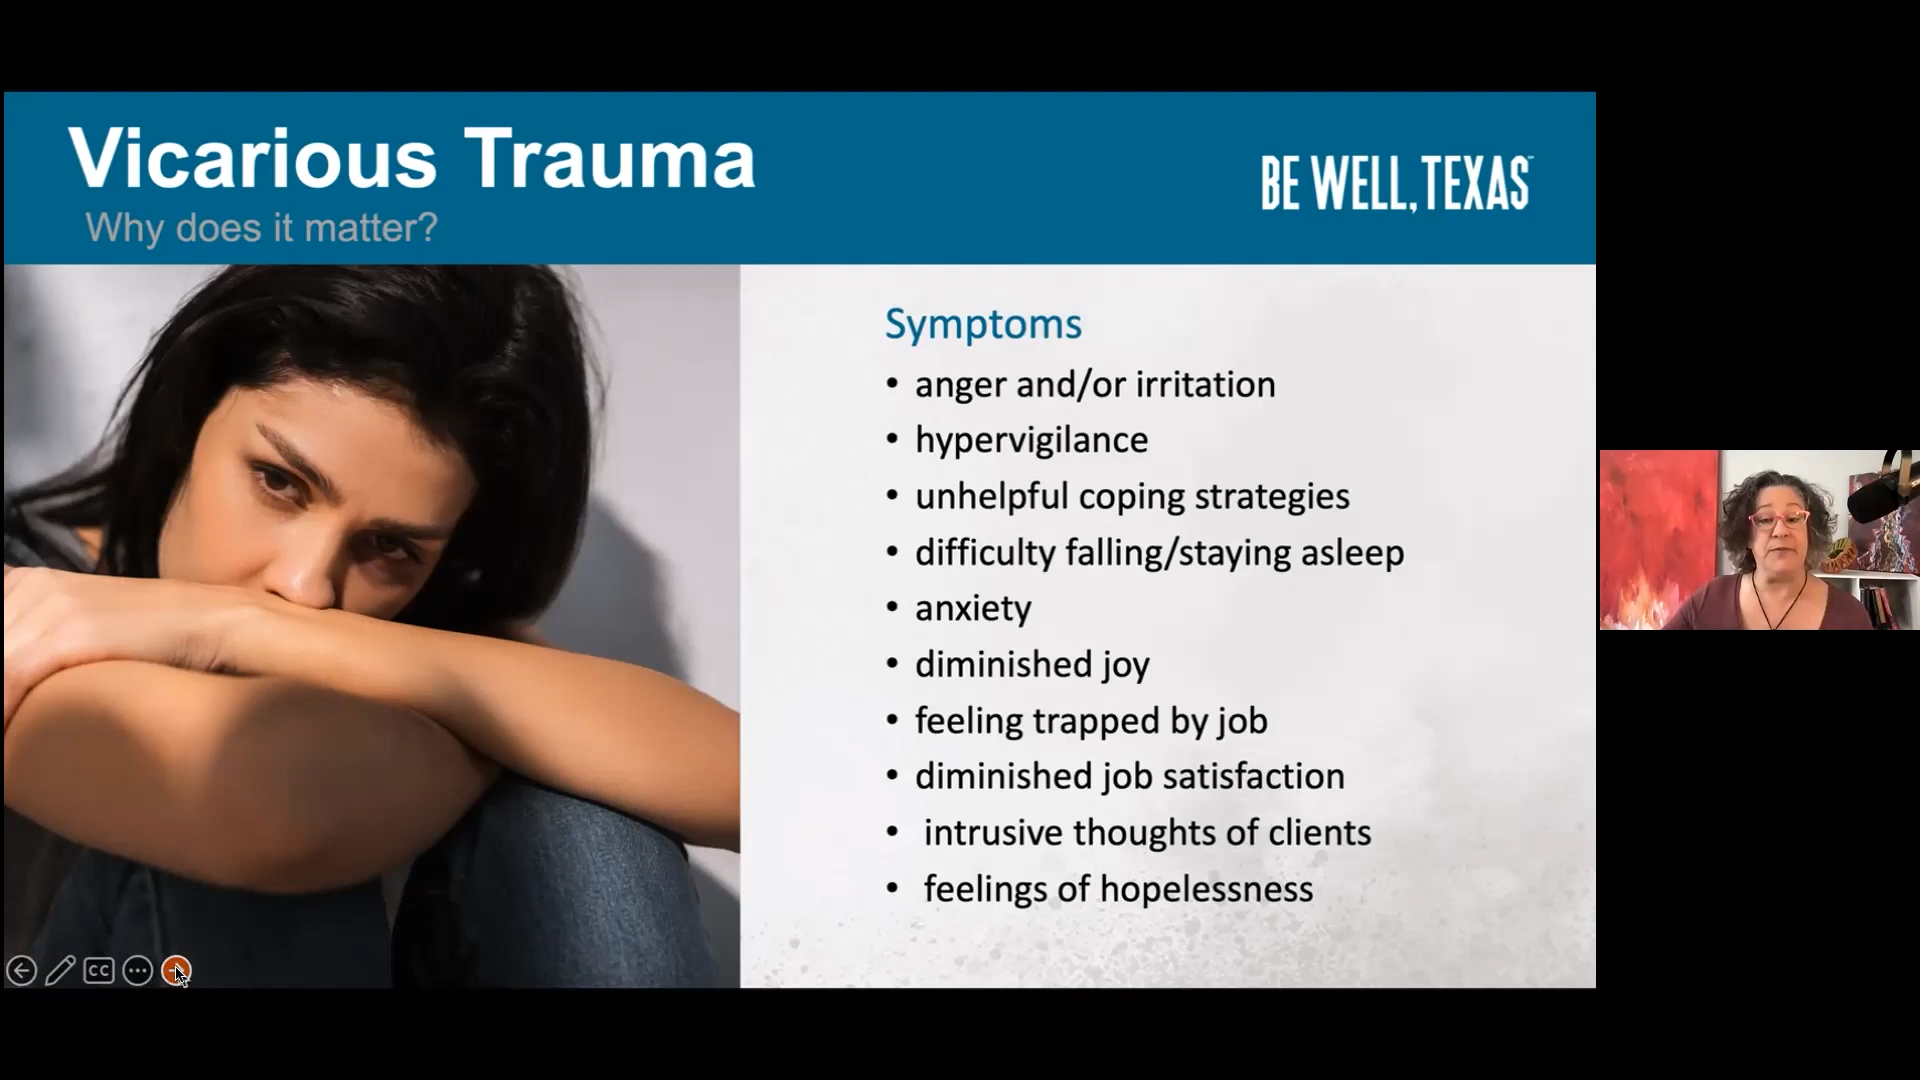 Vicarious Trauma
Why does it matter?
BE WELL, TEXAS
Symptoms
• anger and/or irritation
• hypervigilance
• unhelpful coping strategies
• difficulty falling/staying asleep
• anxiety
• diminished joy
• feeling trapped by job
• diminished job satisfaction
• intrusive thoughts of clients
• feelings of hopelessness
CC